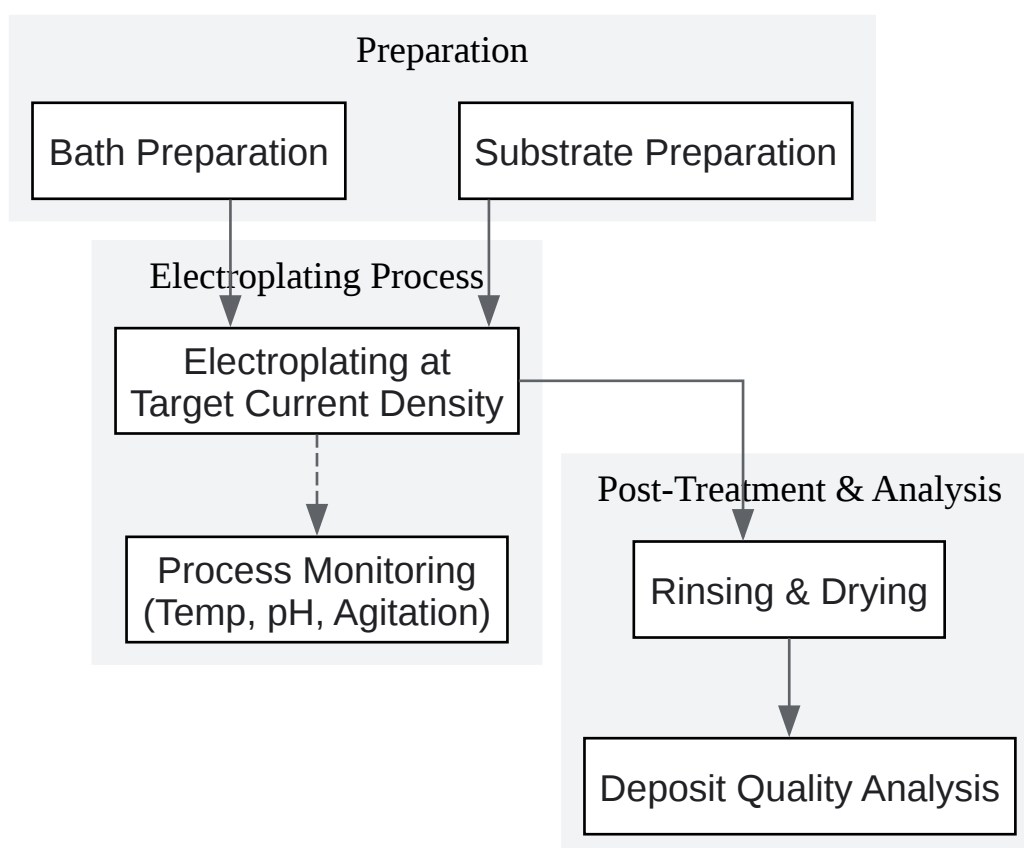 Preparation
Bath Preparation
Substrate Preparation
Electroplating Process
Electroplating at
Target Current Density
Process Monitoring
(Temp, pH, Agitation)
Post-Treatment & Analysis
Rinsing & Drying
Deposit Quality Analysis